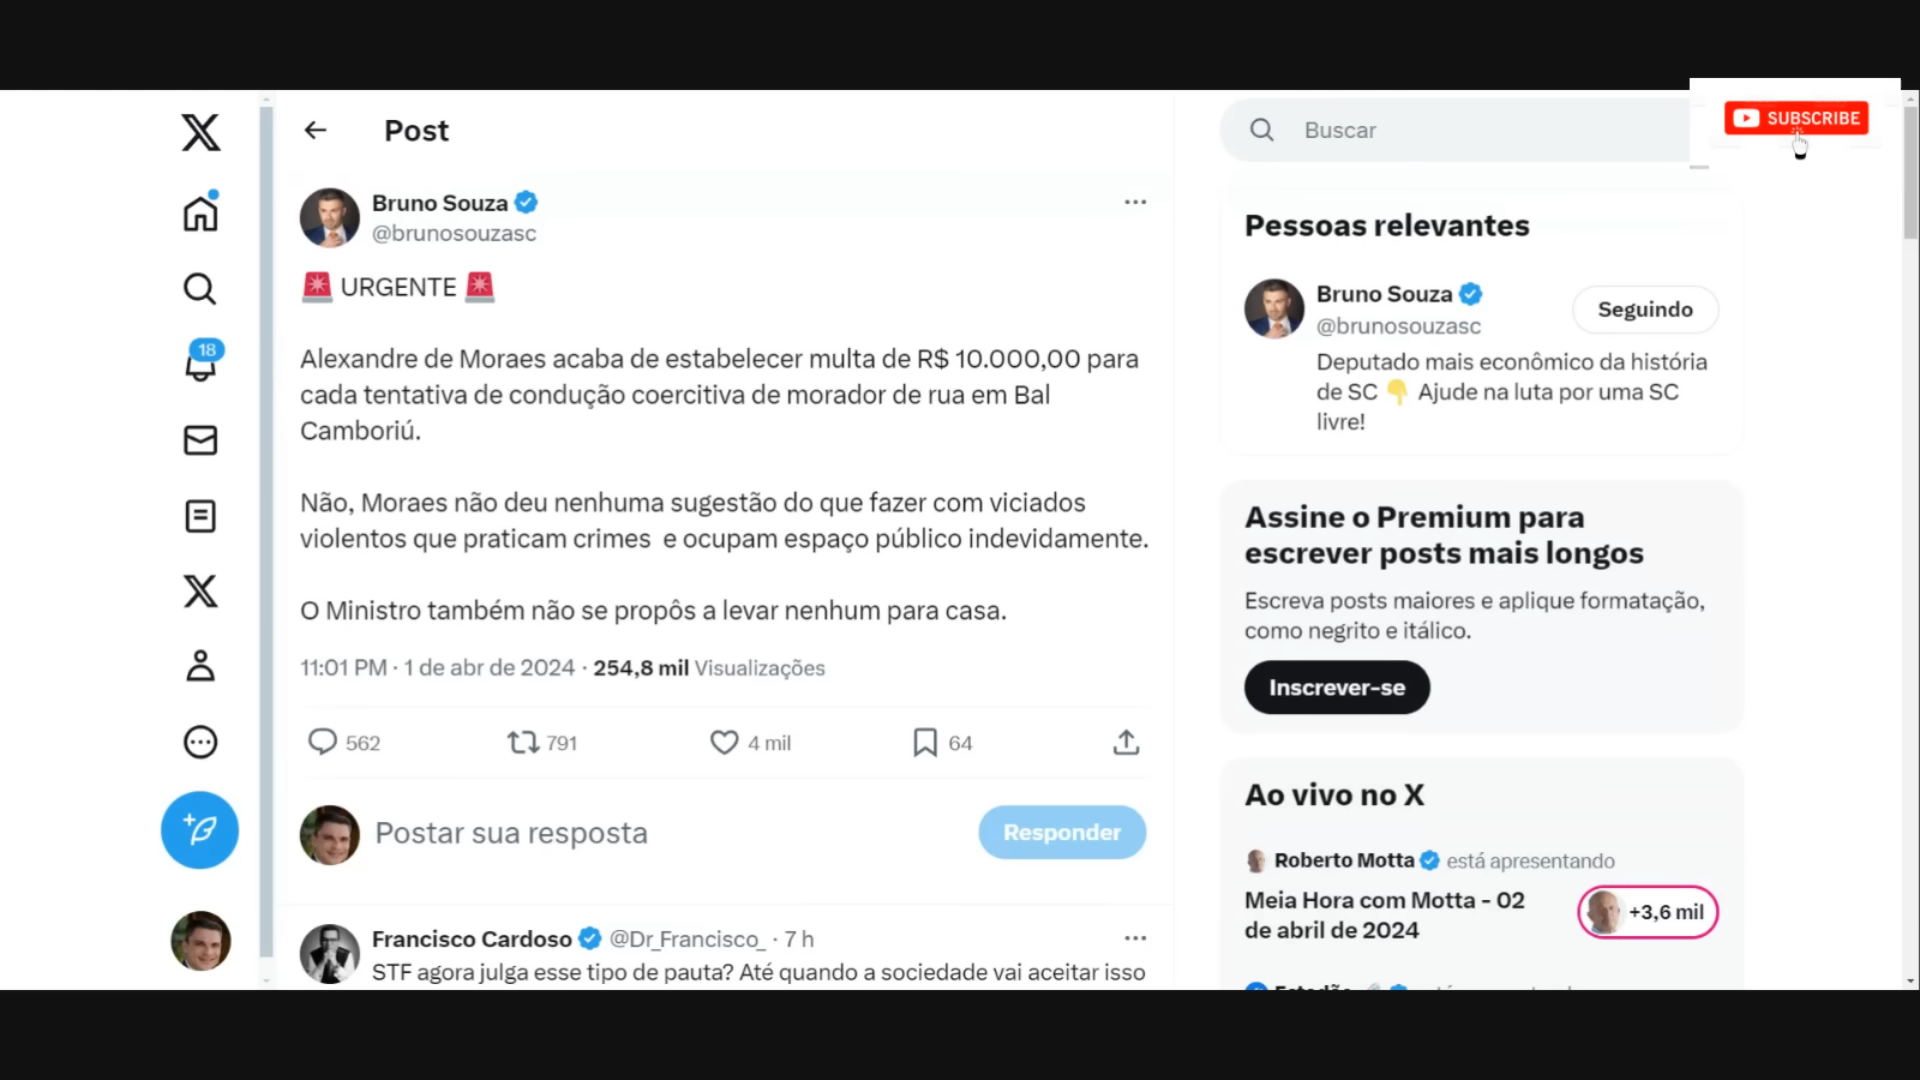 Post
Buscar
SUBSCRIBE
Bruno Souza
@brunosouzasc
URGENTE
Alexandre de Moraes acaba de estabelecer multa de R$ 10.000,00 para
cada tentativa de condução coercitiva de morador de rua em Bal
Camboriú.
Não, Moraes não deu nenhuma sugestão do que fazer com viciados
violentos que praticam crimes  e ocupam espaço público indevidamente.
O Ministro também não se propôs a levar nenhum para casa.
11:01 PM · 1 de abr de 2024 · 254,8 mil Visualizações
562 791 4 mil 64
Postar sua resposta
Responder
Francisco Cardoso @Dr_Francisco_ · 7 h
STF agora julga esse tipo de pauta? Até quando a sociedade vai aceitar isso
18
Pessoas relevantes
Bruno Souza
@brunosouzasc
Seguindo
Deputado mais econômico da história
de SC 👇 Ajude na luta por uma SC
livre!
Assine o Premium para
escrever posts mais longos
Escreva posts maiores e aplique formatação,
como negrito e itálico.
Inscrever-se
Ao vivo no X
Roberto Motta está apresentando
Meia Hora com Motta - 02
de abril de 2024
+3,6 mil